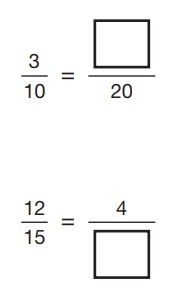 3/10 = □/20
12/15 = 4/□